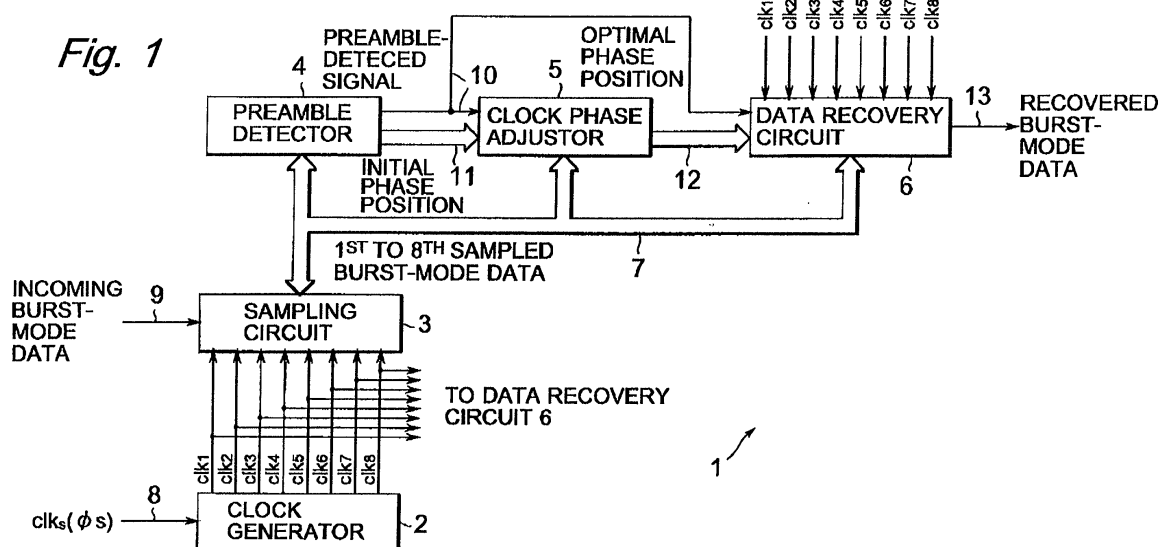 Fig. 1
PREAMBLE-
DETECED
SIGNAL
10
OPTIMAL
PHASE
POSITION
clk1
clk2
clk3
clk4
clk5
clk6
clk7
clk8
4
PREAMBLE
DETECTOR
5
CLOCK PHASE
ADJUSTOR
DATA RECOVERY
CIRCUIT
6
13
RECOVERED
BURST-
MODE
DATA
11
12
INITIAL
PHASE
POSITION
1ST TO 8TH SAMPLED
BURST-MODE DATA
7
INCOMING
BURST-
MODE
DATA
9
SAMPLING
CIRCUIT
3
TO DATA RECOVERY
CIRCUIT 6
clk1
clk2
clk3
clk4
clk5
clk6
clk7
clk8
clks(ϕs)
8
CLOCK
GENERATOR
2
1